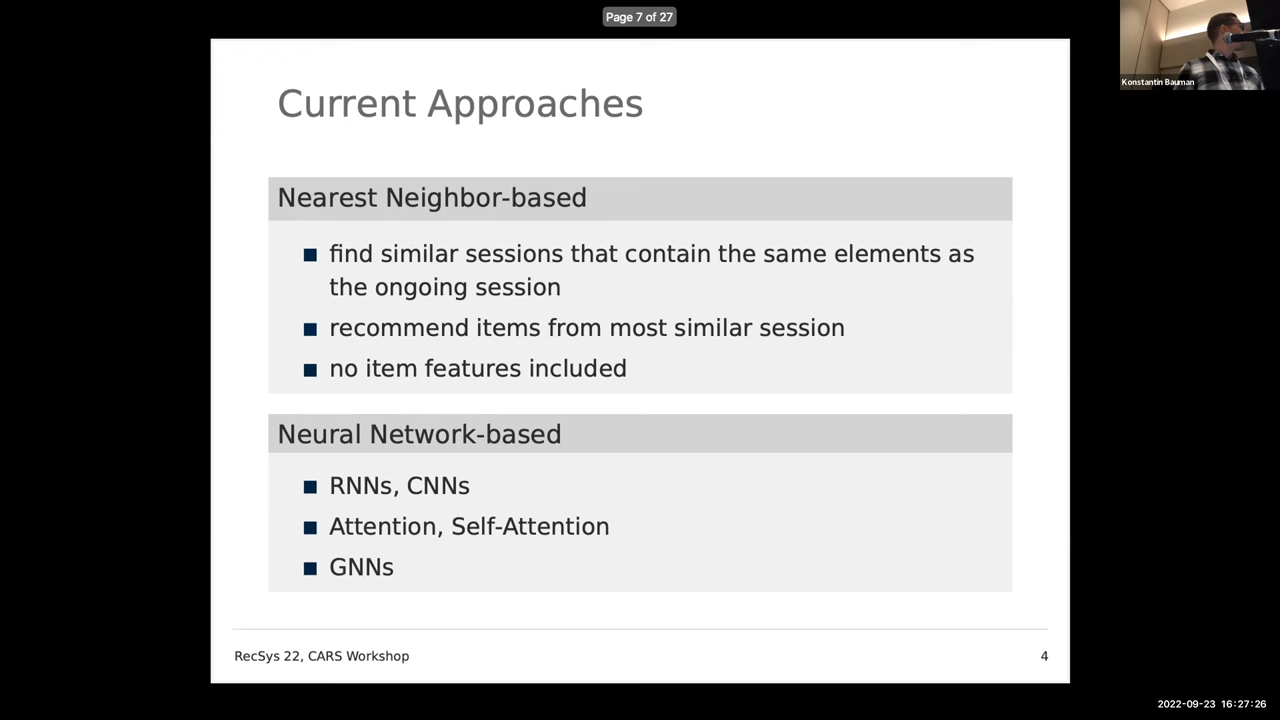 Page 7 of 27
Konstantin Bauman
Current Approaches
Nearest Neighbor-based
find similar sessions that contain the same elements as
the ongoing session
recommend items from most similar session
no item features included
Neural Network-based
RNNs, CNNs
Attention, Self-Attention
GNNs
RecSys 22, CARS Workshop
4
2022-09-23 16:27:26